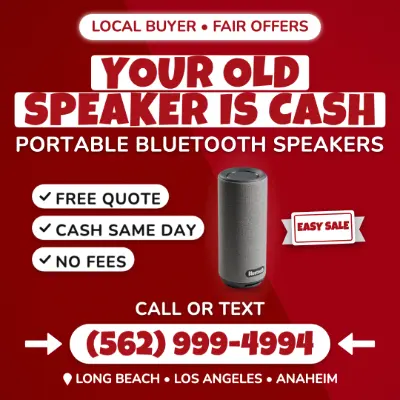 LOCAL BUYER • FAIR OFFERS
YOUR OLD
SPEAKER IS CASH
PORTABLE BLUETOOTH SPEAKERS
✓ FREE QUOTE
✓ CASH SAME DAY
✓ NO FEES
EASY SALE
CALL OR TEXT
(562) 999-4994
LONG BEACH • LOS ANGELES • ANAHEIM